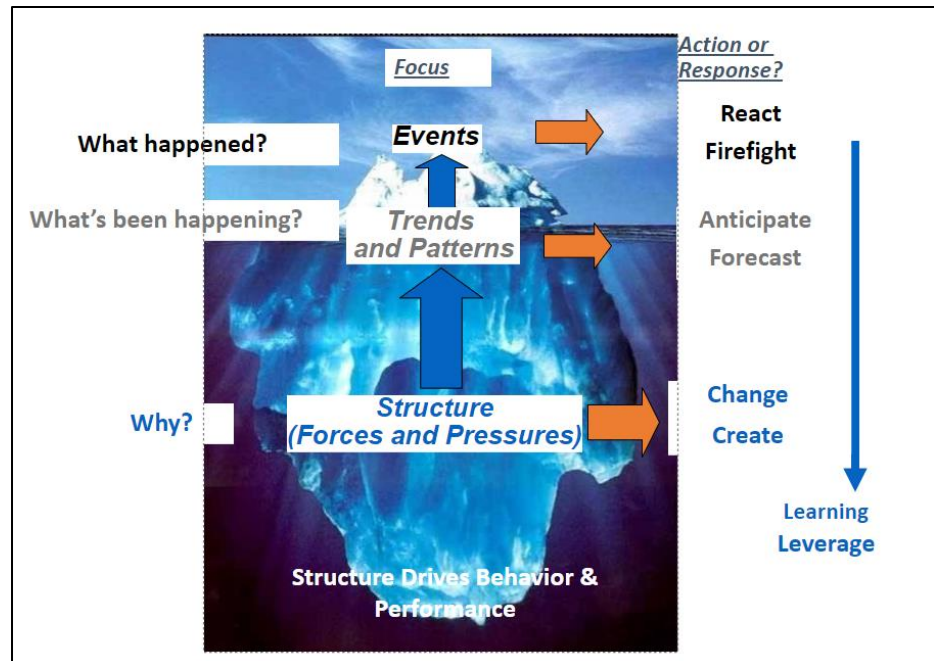 Focus
Action or
Response?
What happened?
Events
React
Firefight
What’s been happening?
Trends
and Patterns
Anticipate
Forecast
Why?
Structure
(Forces and Pressures)
Change
Create
Learning
Leverage
Structure Drives Behavior &
Performance